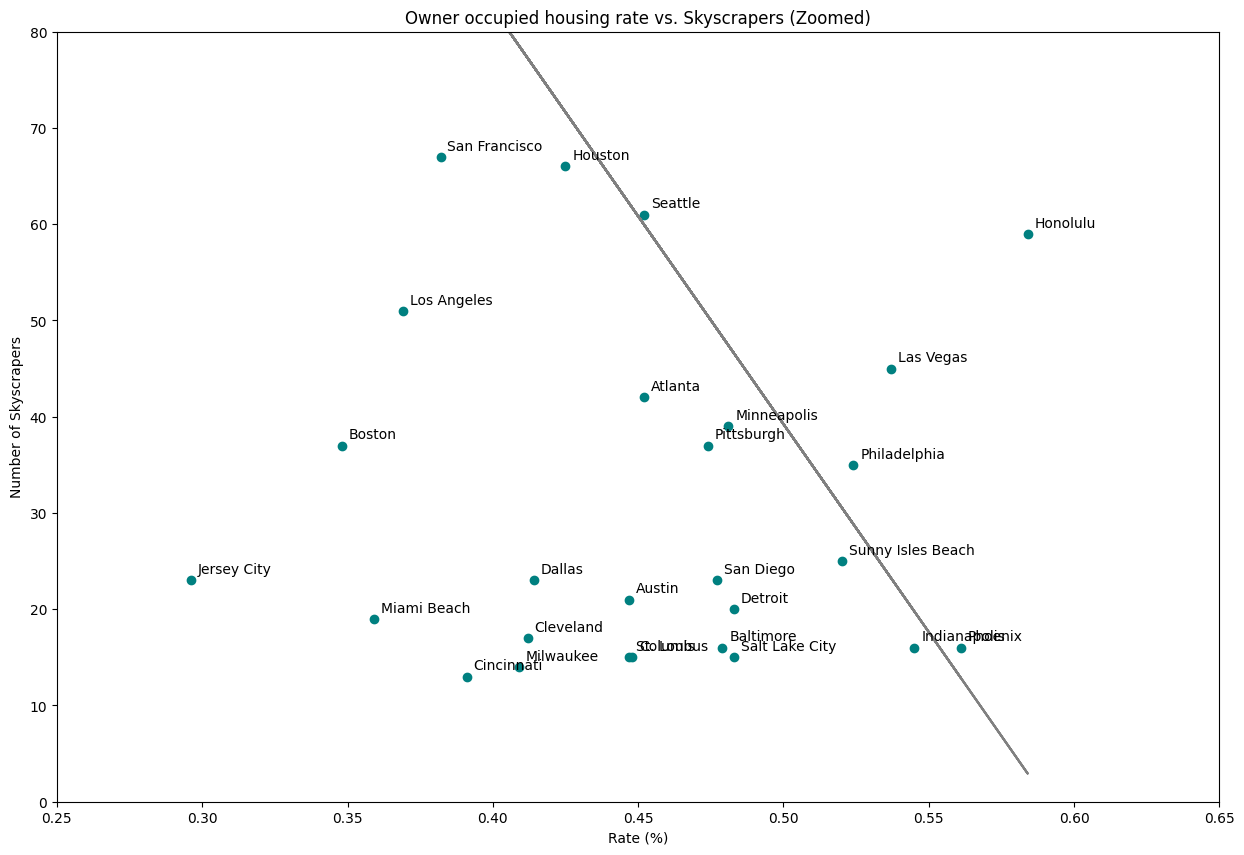 Owner occupied housing rate vs. Skyscrapers (Zoomed)
80
70
60
50
40
30
20
10
0
Number of Skyscrapers
San Francisco
Houston
Seattle
Honolulu
Los Angeles
Las Vegas
Atlanta
Minneapolis
Boston
Pittsburgh
Philadelphia
Sunny Isles Beach
Jersey City
Dallas
San Diego
Austin
Detroit
Miami Beach
Cleveland
Baltimore
Indianapolis
Phoenix
St. Louis
Columbus
Salt Lake City
Milwaukee
Cincinnati
0.25
0.30
0.35
0.40
0.45
0.50
0.55
0.60
0.65
Rate (%)